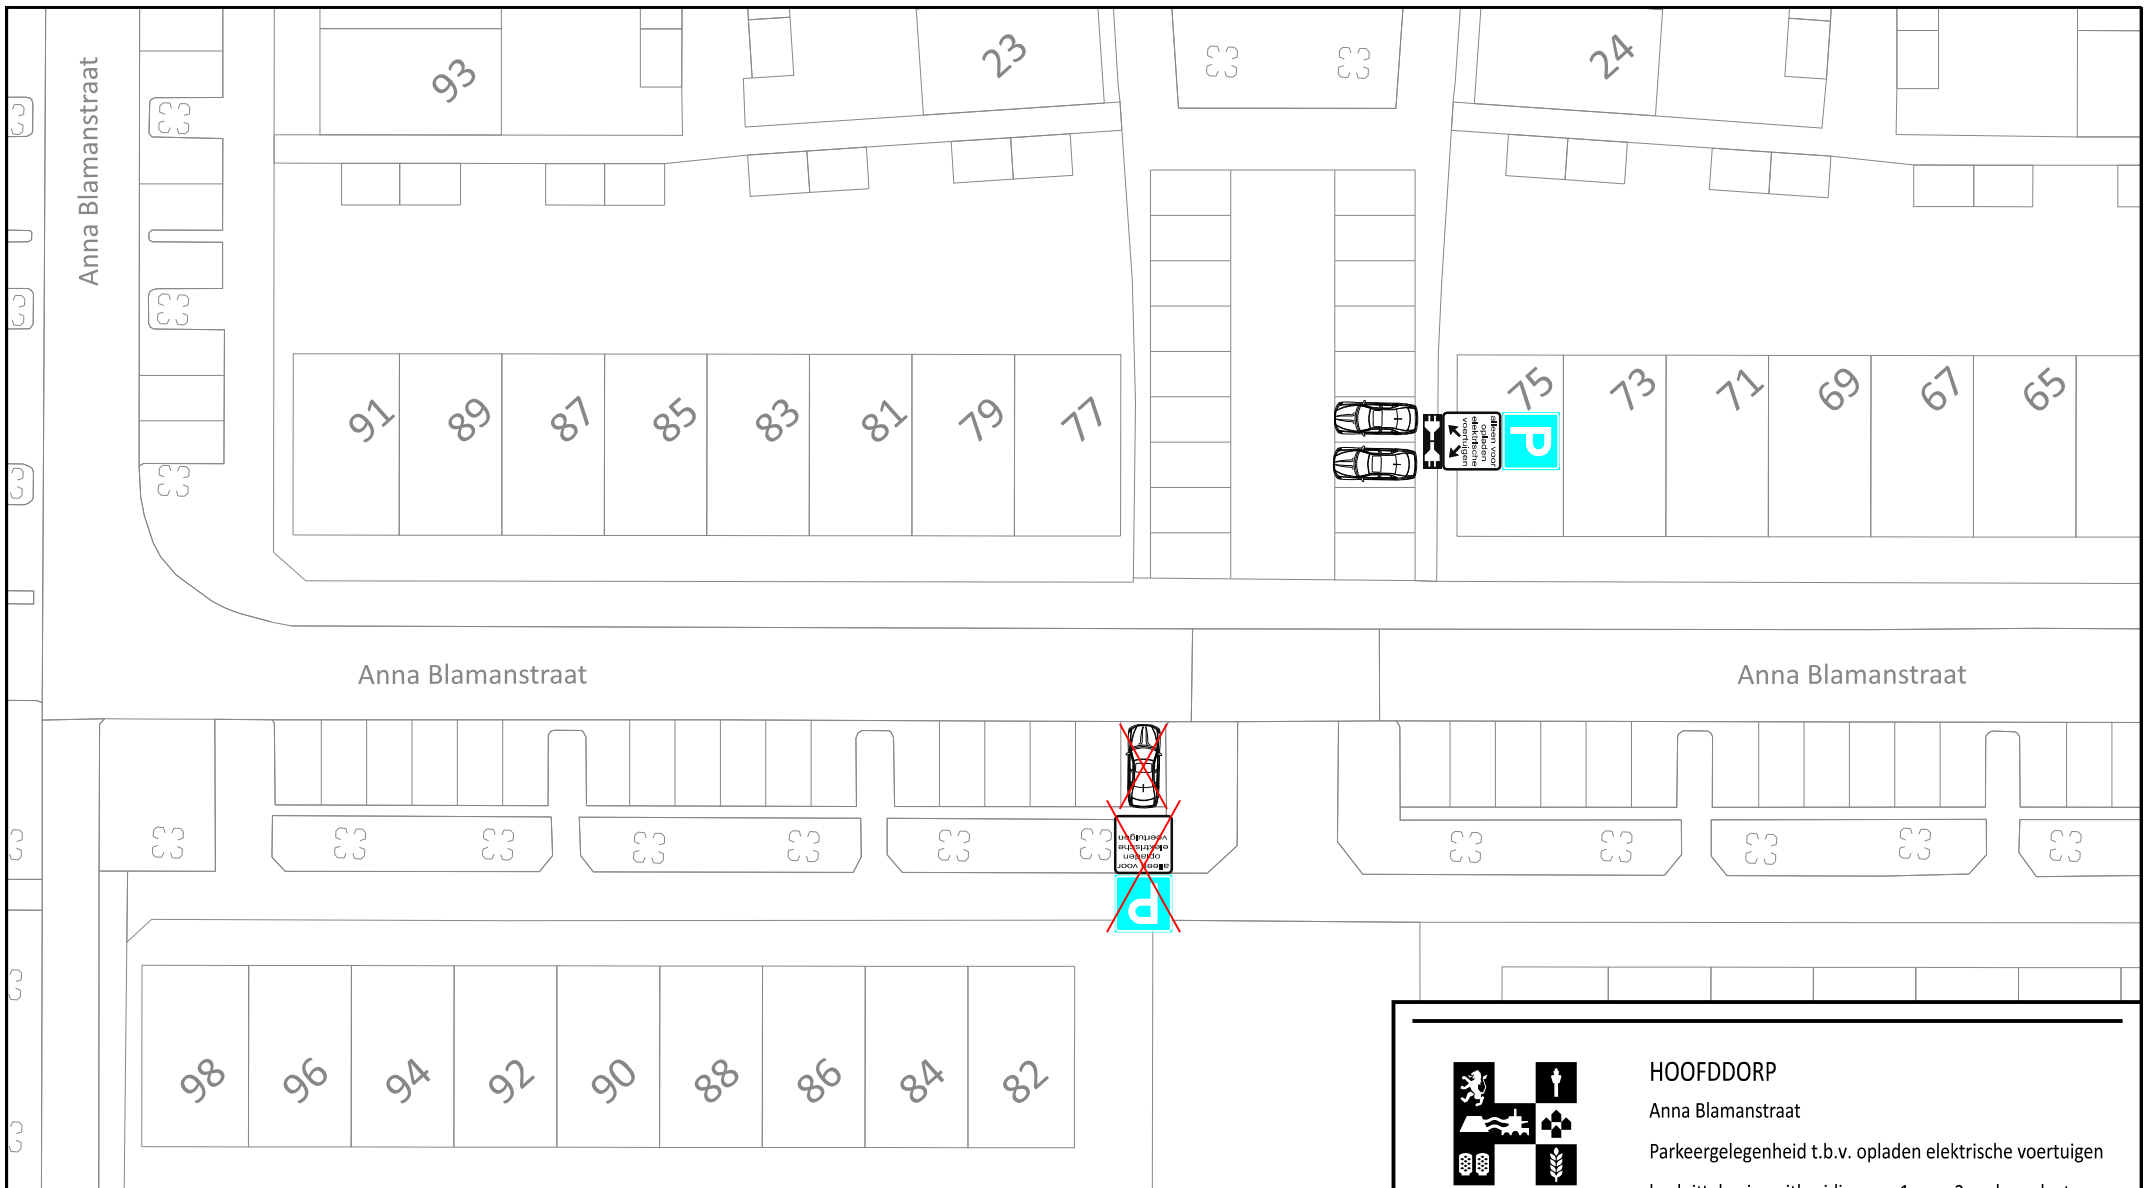 Anna Blamanstraat
93
23
24
91
89
87
85
83
81
79
77
75
73
71
69
67
65
alleen voor
opladen
elektrische
voertuigen
P
Anna Blamanstraat
Anna Blamanstraat
alleen voor
opladen
elektrische
voertuigen
P
98
96
94
92
90
88
86
84
82
HOOFDDORP
Anna Blamanstraat
Parkeergelegenheid t.b.v. opladen elektrische voertuigen